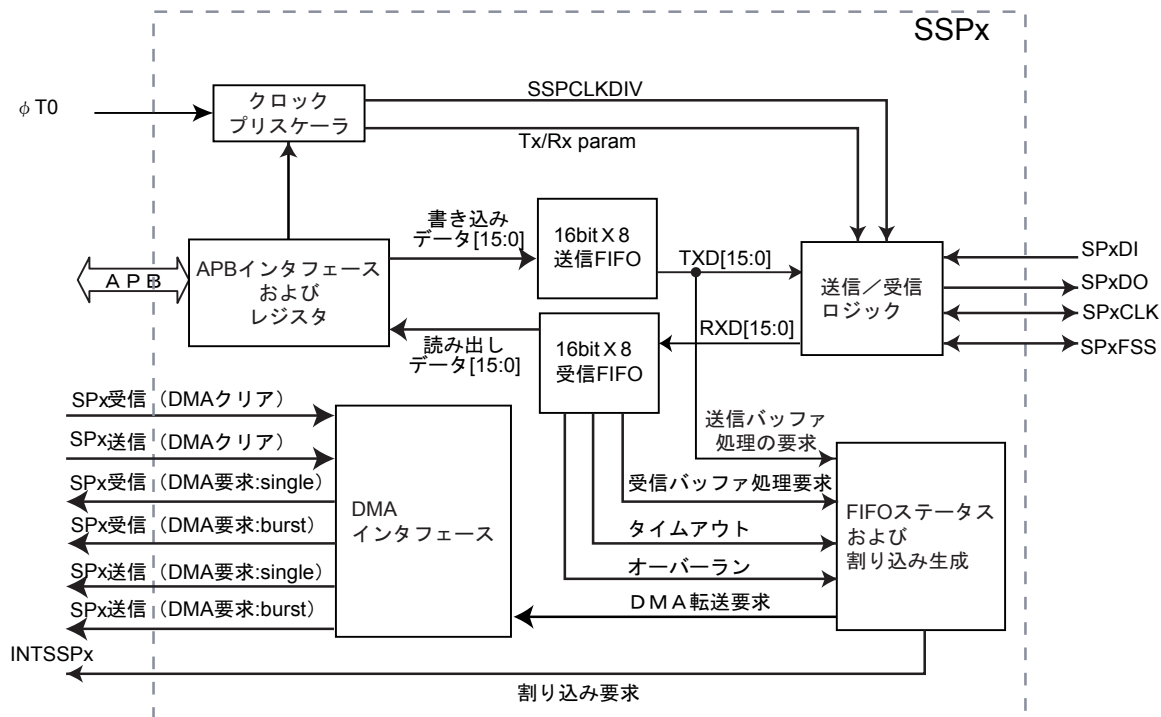 SSPx
φT0
クロック
プリスケーラ
SSPCLKDIV
Tx/Rx param
書き込み
データ[15:0]
16bitX8
送信FIFO
TXD[15:0]
APB
APBインタフェース
および
レジスタ
送信／受信
ロジック
SPxDI
SPxDO
SPxCLK
SPxFSS
読み出し
データ[15:0]
16bitX8
受信FIFO
RXD[15:0]
SPx受信（DMAクリア）
SPx送信（DMAクリア）
SPx受信（DMA要求:single）
SPx受信（DMA要求:burst）
SPx送信（DMA要求:single）
SPx送信（DMA要求:burst）
DMA
インタフェース
送信バッファ
処理の要求
受信バッファ処理要求
タイムアウト
オーバーラン
ＤＭＡ転送要求
FIFOステータス
および
割り込み生成
INTSSPx
割り込み要求